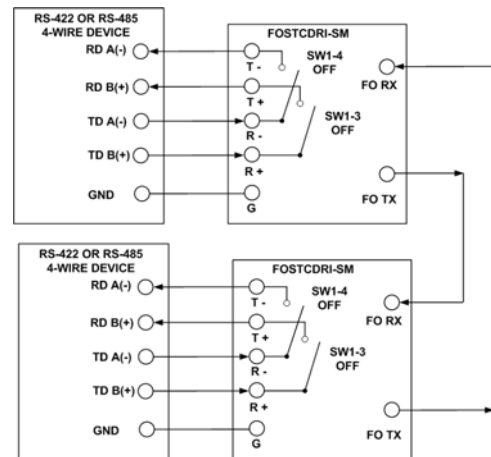 RS-422 OR RS-485
4-WIRE DEVICE
FOSTCDRI-SM
RD A(-)
T -
SW1-4
OFF
FO RX
RD B(+)
T +
SW1-3
OFF
TD A(-)
R -
TD B(+)
R +
FO TX
GND
G
RS-422 OR RS-485
4-WIRE DEVICE
FOSTCDRI-SM
RD A(-)
T -
SW1-4
OFF
FO RX
RD B(+)
T +
SW1-3
OFF
TD A(-)
R -
TD B(+)
R +
GND
G
FO TX